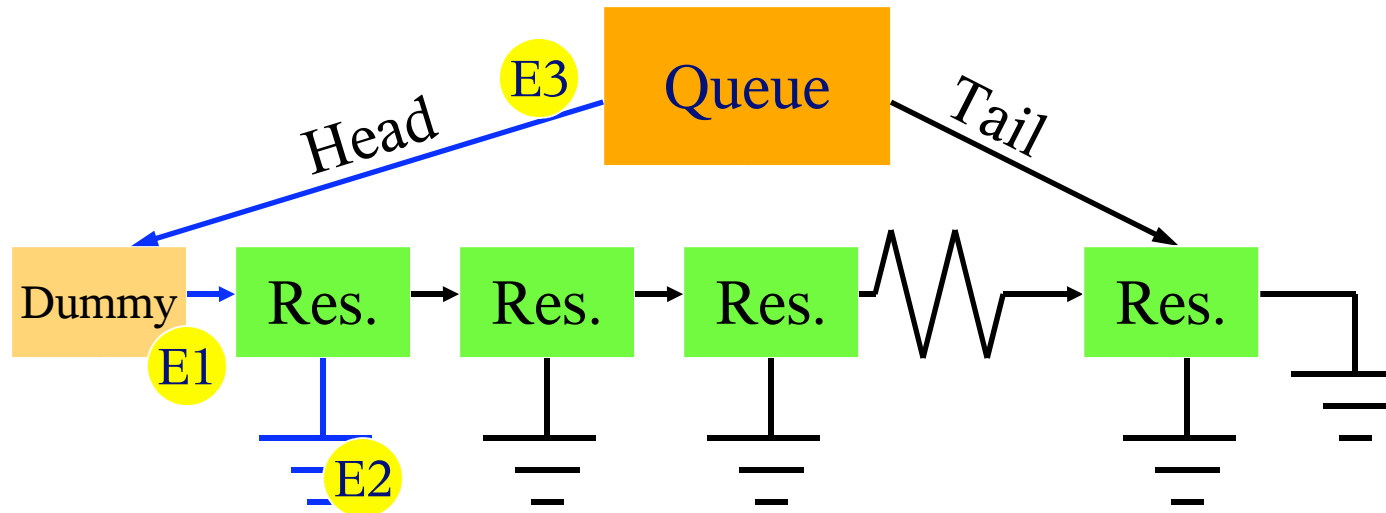 E3
Queue
Head
Tail
Dummy
Res.
Res.
Res.
Res.
E1
E2